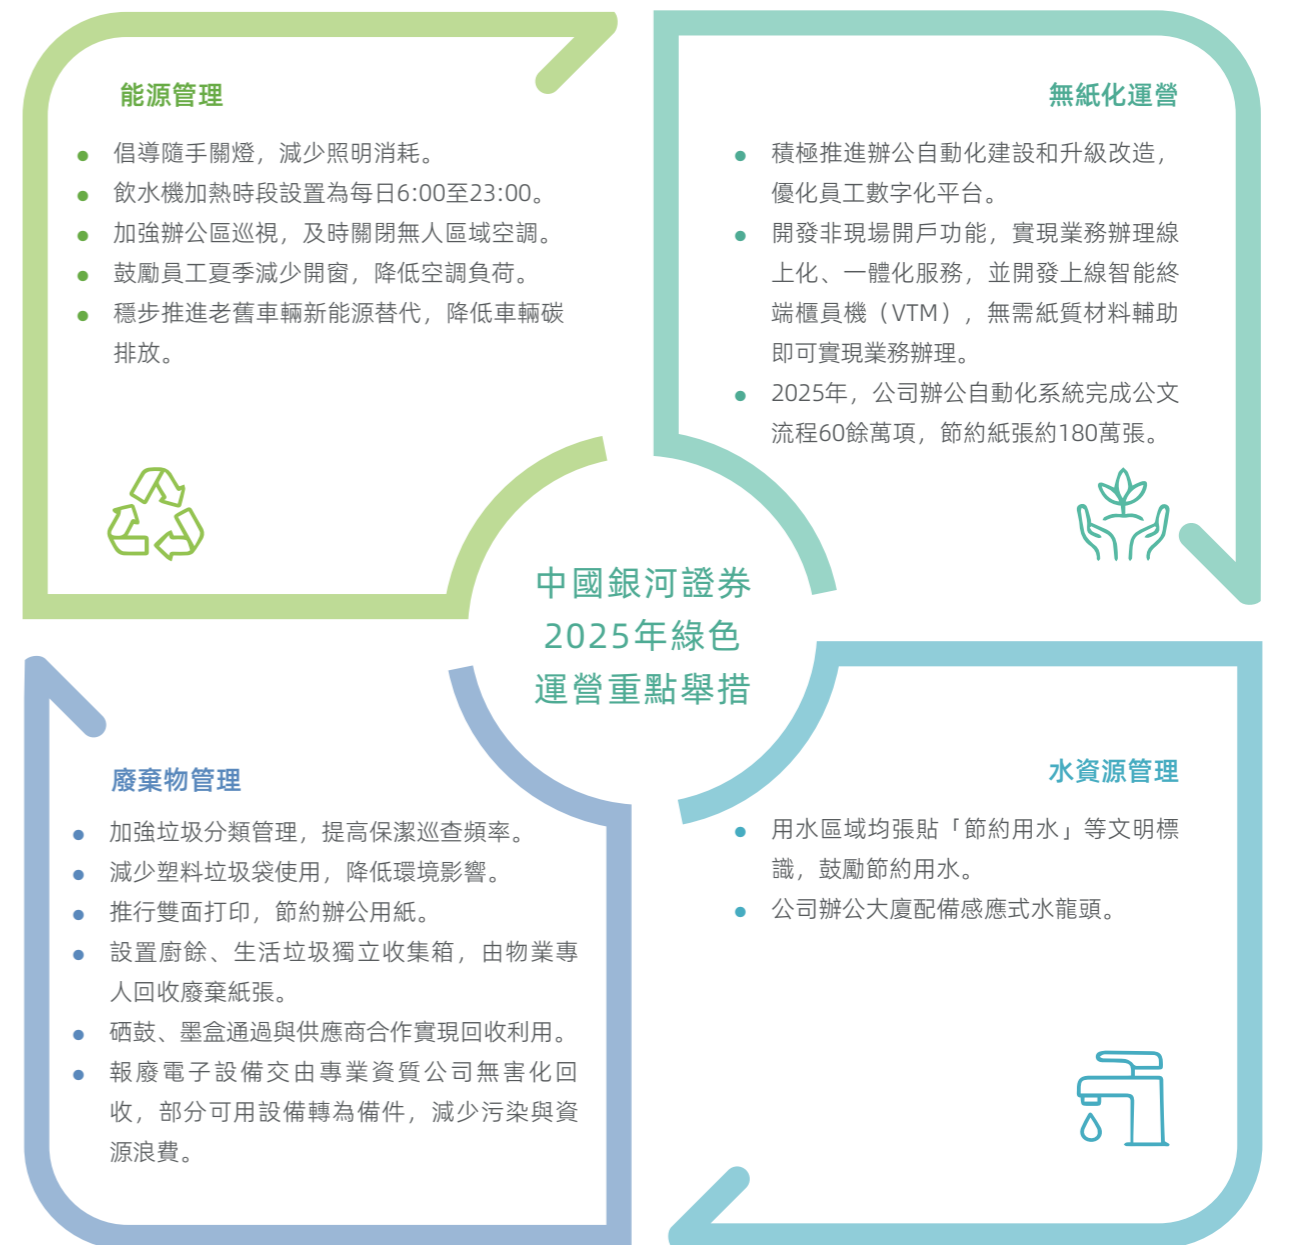 能源管理
倡導隨手關燈，減少照明消耗。
飲水機加熱時段設置為每日6:00至23:00。
加強辦公區巡視，及時關閉無人區域空調。
鼓勵員工夏季減少開窗，降低空調負荷。
穩步推進老舊車輛新能源替代，降低車輛碳
排放。
無紙化運營
積極推進辦公自動化建設和升級改造，
優化員工數字化平台。
開發非現場開戶功能，實現業務辦理線
上化、一體化服務，並開發上線智能終
端櫃員機（VTM），無需紙質材料輔助
即可實現業務辦理。
2025年，公司辦公自動化系統完成公文
流程60餘萬項，節約紙張約180萬張。
中國銀河證券
2025年綠色
運營重點舉措
廢棄物管理
加強垃圾分類管理，提高保潔巡查頻率。
減少塑料垃圾袋使用，降低環境影響。
推行雙面打印，節約辦公用紙。
設置廚餘、生活垃圾獨立收集箱，由物業專
人回收廢棄紙張。
硒鼓、墨盒通過與供應商合作實現回收利用。
報廢電子設備交由專業資質公司無害化回
收，部分可用設備轉為備件，減少污染與資
源浪費。
水資源管理
用水區域均張貼「節約用水」等文明標
識，鼓勵節約用水。
公司辦公大廈配備感應式水龍頭。